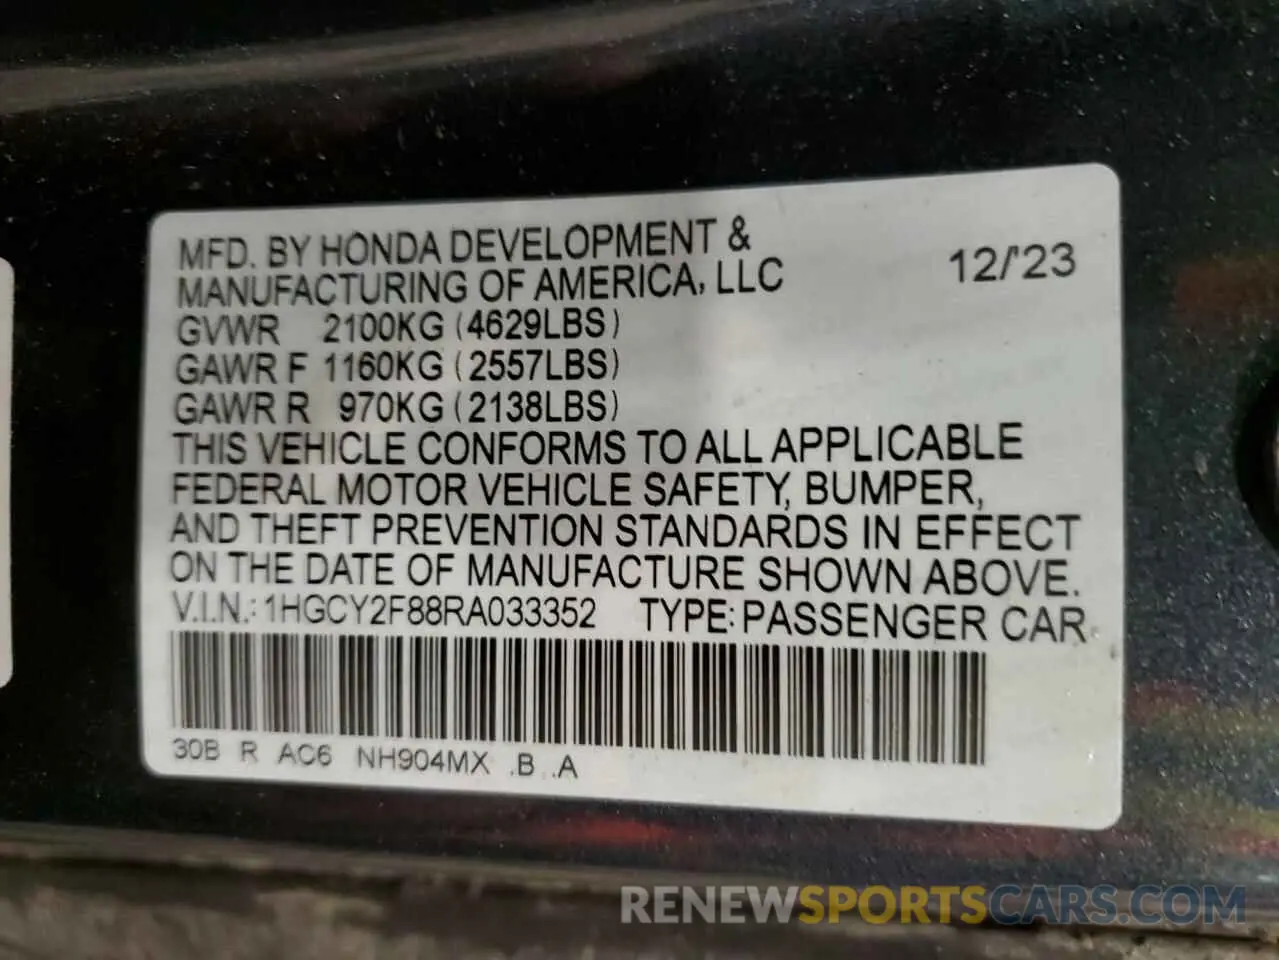 MFD. BY HONDA DEVELOPMENT &
MANUFACTURING OF AMERICA, LLC
12/'23
GVWR 2100KG (4629LBS)
GAWR F 1160KG (2557LBS)
GAWR R 970KG (2138LBS)
THIS VEHICLE CONFORMS TO ALL APPLICABLE
FEDERAL MOTOR VEHICLE SAFETY, BUMPER,
AND THEFT PREVENTION STANDARDS IN EFFECT
ON THE DATE OF MANUFACTURE SHOWN ABOVE.
V.I.N.: 1HGCY2F88RA033352 TYPE: PASSENGER CAR
30B R AC6 NH904MX .B .A
RENEWSPORTSCARS.COM